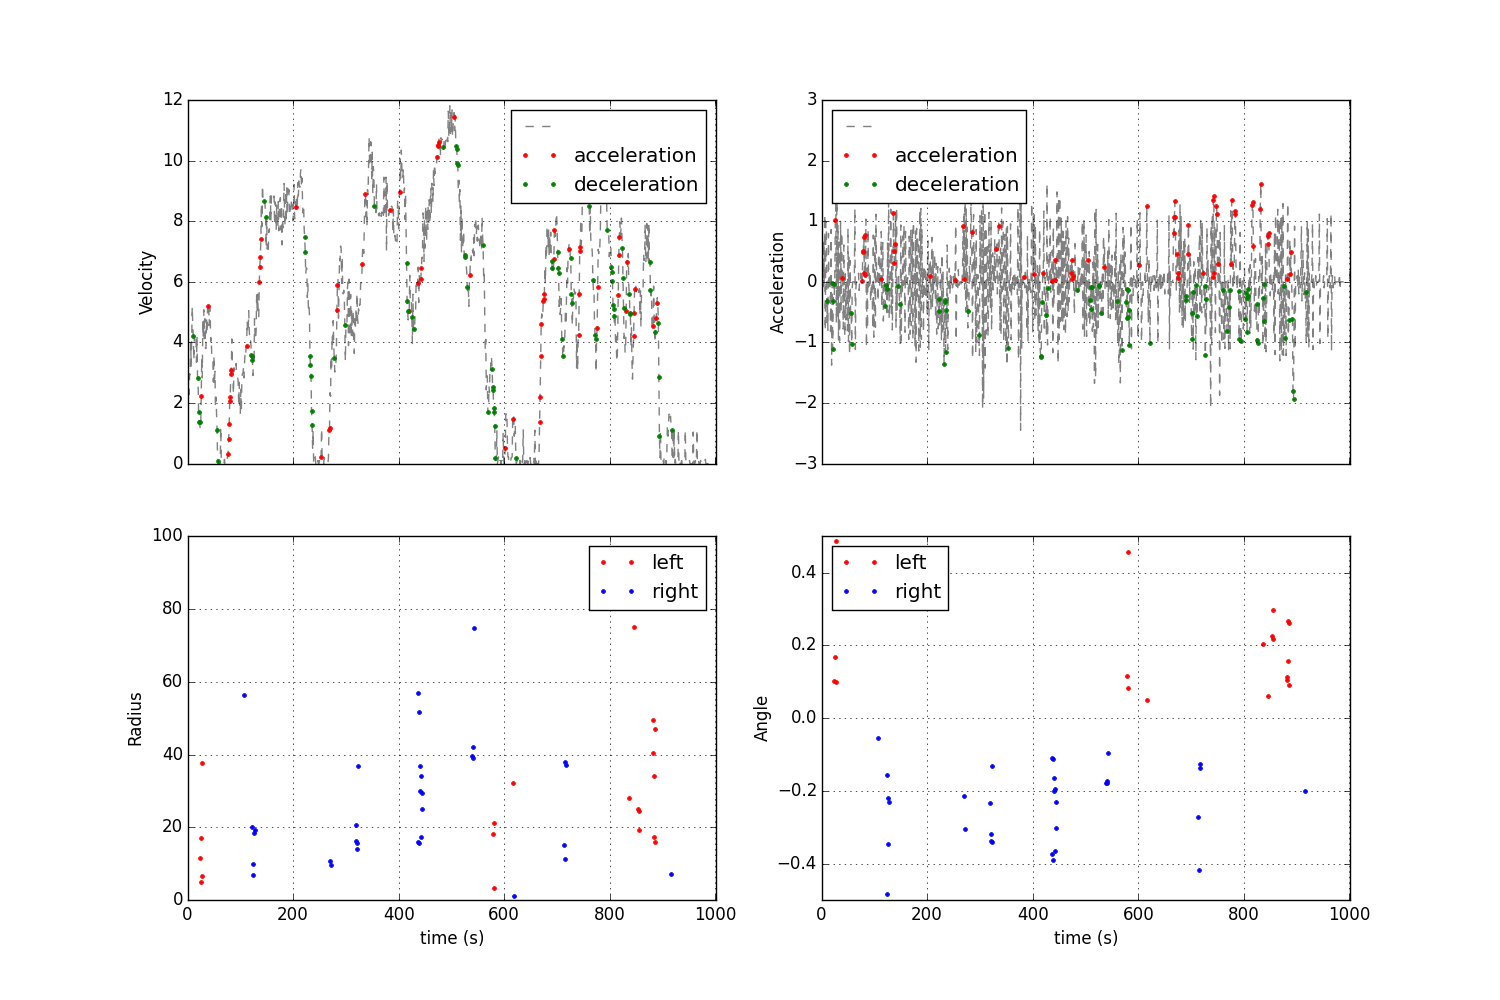 12
10
8
6
4
2
0
Velocity
acceleration
deceleration
3
2
1
0
−1
−2
−3
Acceleration
acceleration
deceleration
100
80
60
40
20
0
Radius
left
right
0 200 400 600 800 1000
time (s)
0.4
0.2
0.0
−0.2
−0.4
Angle
left
right
0 200 400 600 800 1000
time (s)